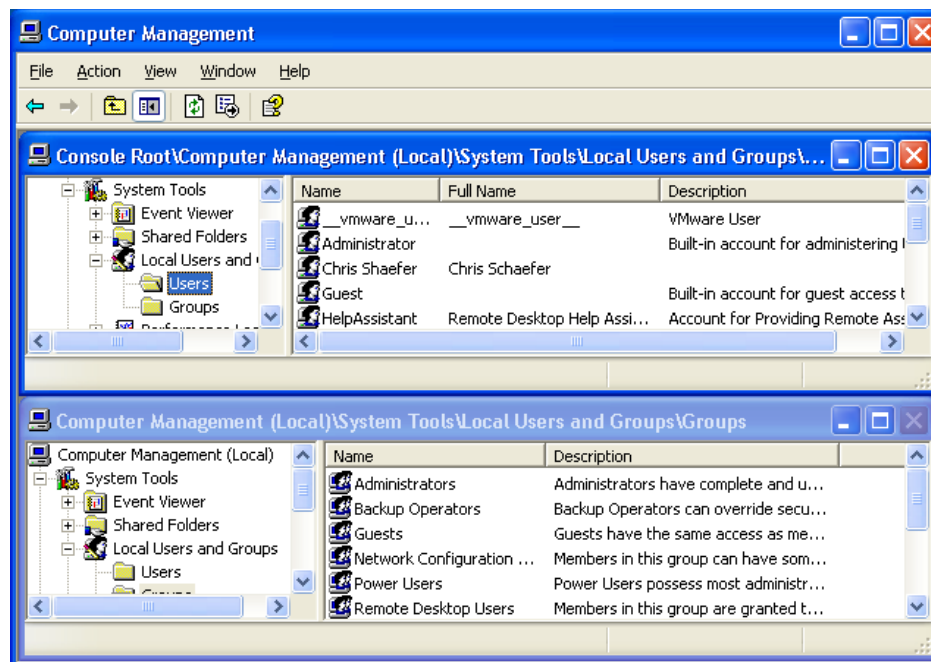 Computer Management
File Action View Window Help
Console Root\Computer Management (Local)\System Tools\Local Users and Groups\...
System Tools
Event Viewer
Shared Folders
Local Users and
Users
Groups
Name Full Name Description
__vmware_u... __vmware_user__ VMware User
Administrator Built-in account for administering
Chris Shaefer Chris Schaefer
Guest Built-in account for guest access
HelpAssistant Remote Desktop Help Assi... Account for Providing Remote
Computer Management (Local)\System Tools\Local Users and Groups\Groups
Computer Management (Local)
System Tools
Event Viewer
Shared Folders
Local Users and Groups
Users
Name Description
Administrators Administrators have complete and u...
Backup Operators Backup Operators can override secu...
Guests Guests have the same access as me...
Network Configuration ... Members in this group can have som...
Power Users Power Users possess most administr...
Remote Desktop Users Members in this group are granted t...